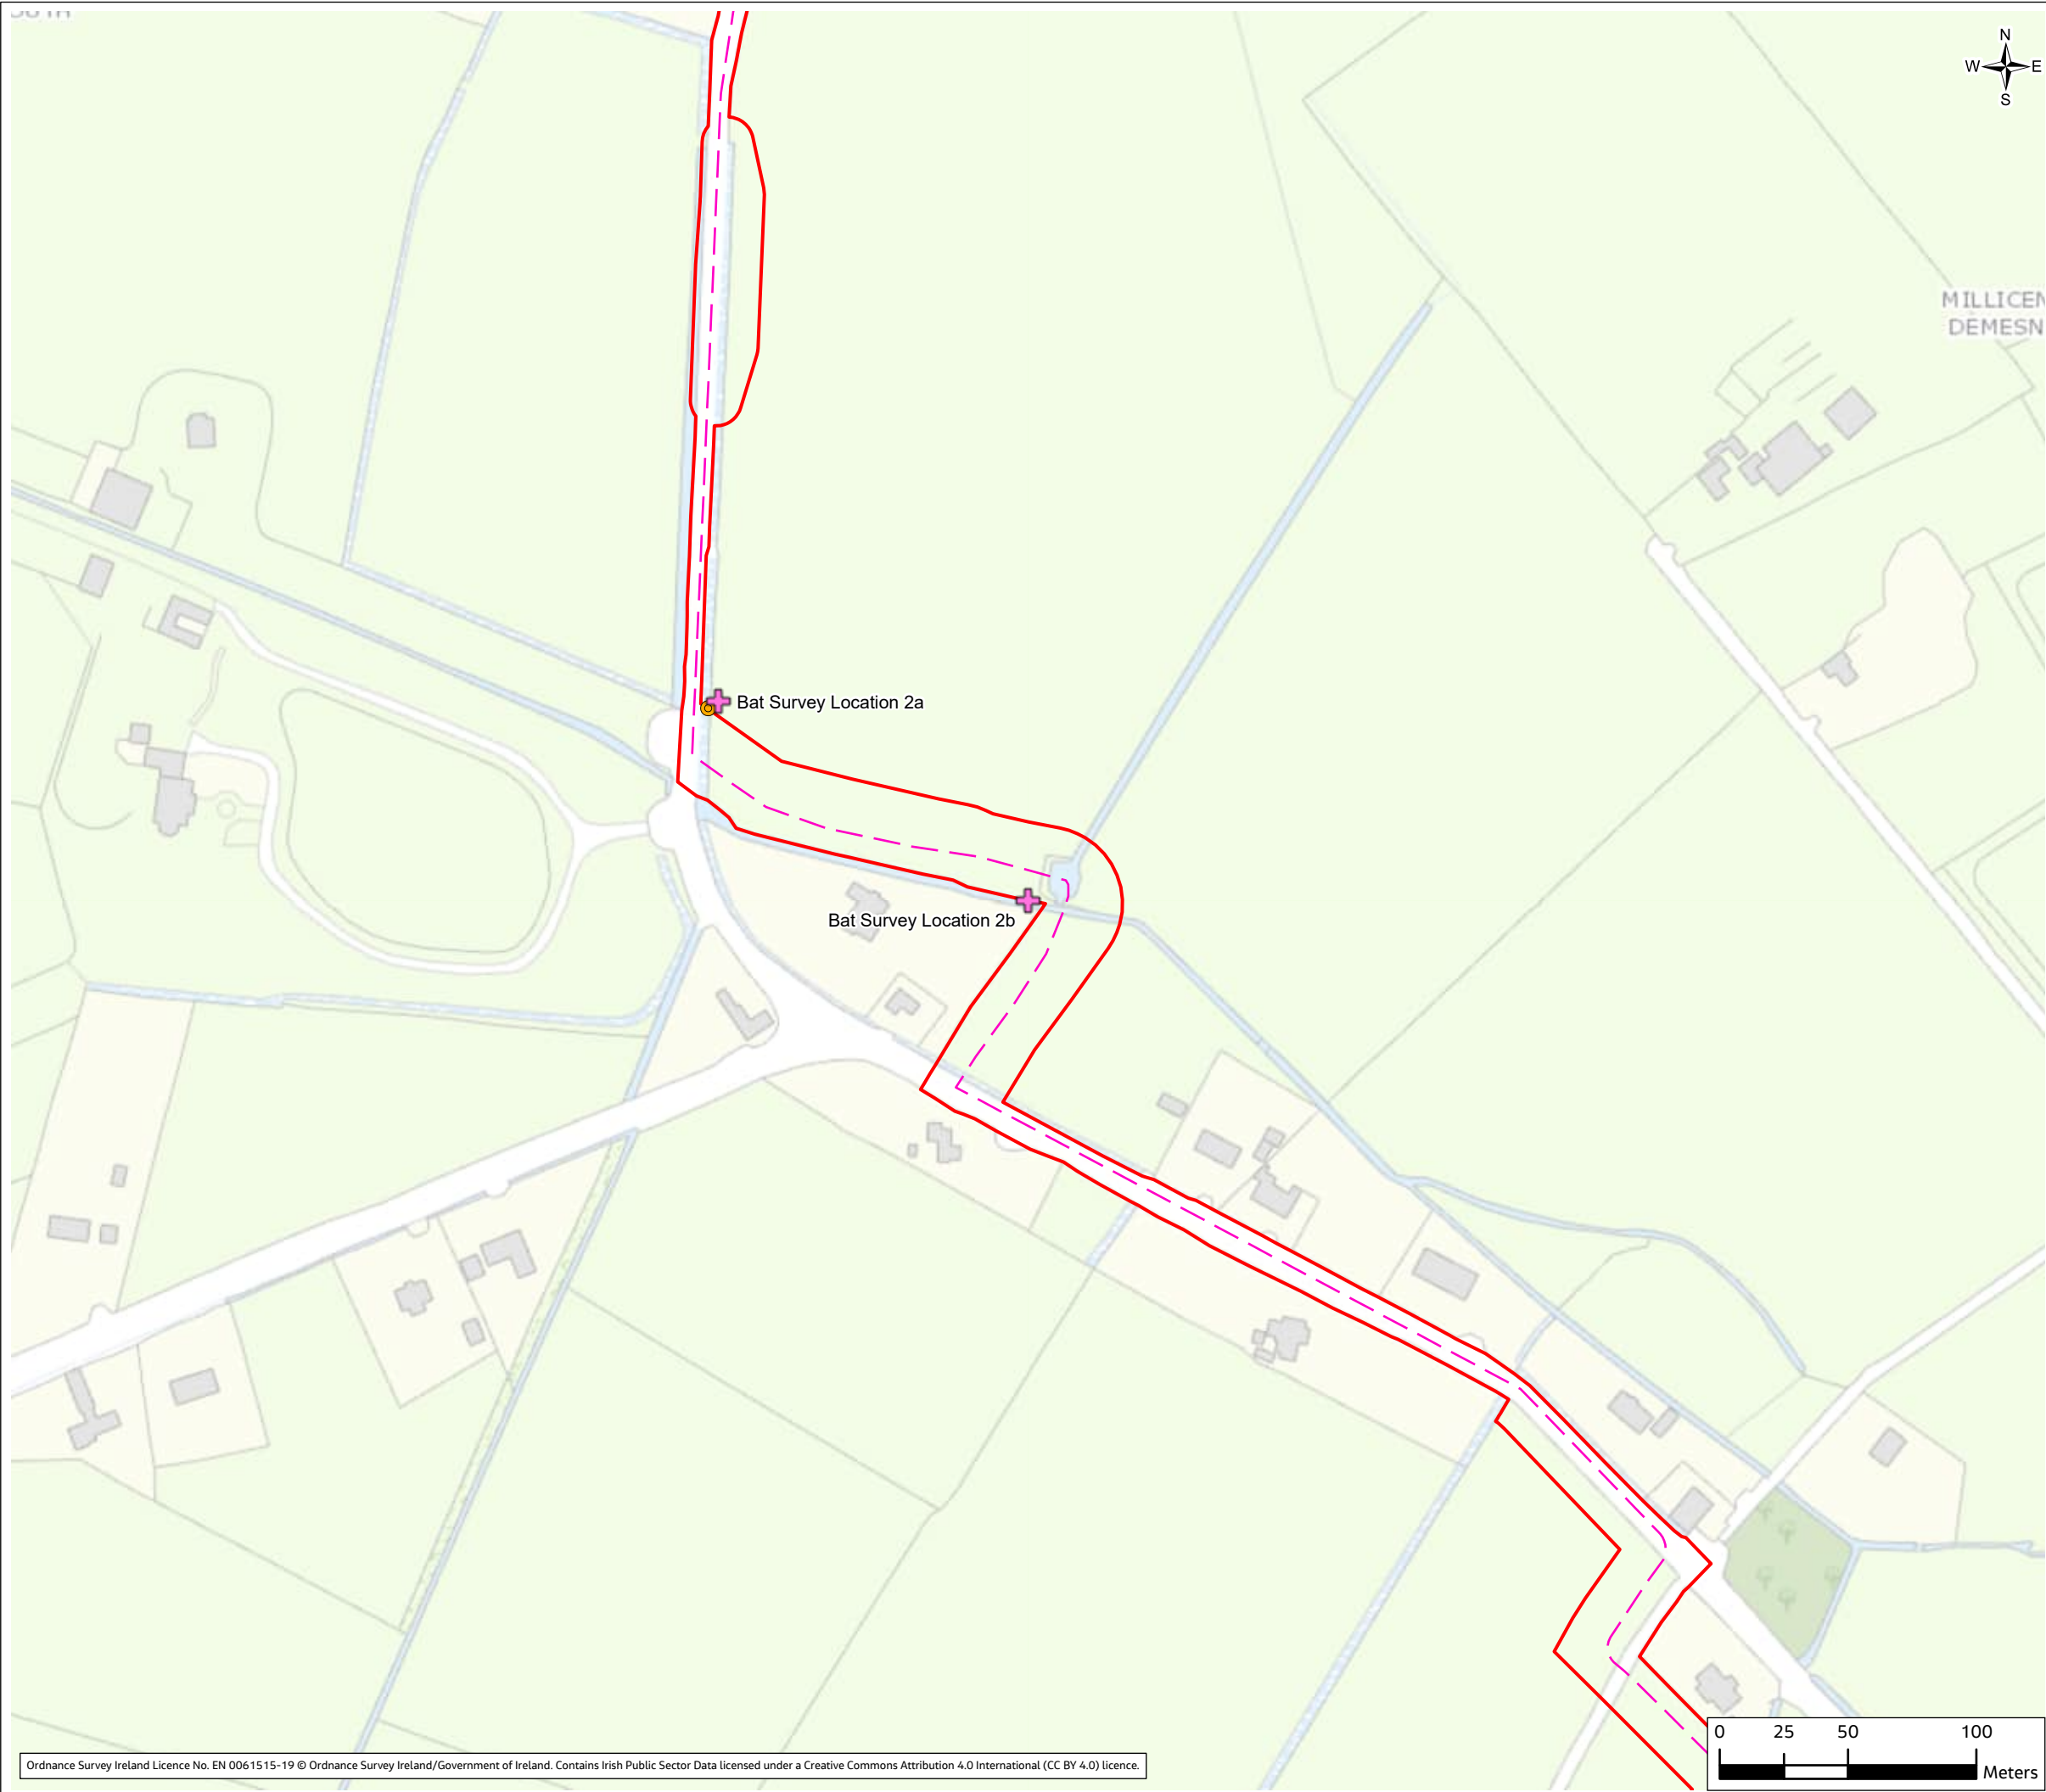 N
W E
S
MILLICEN
DEMESN
Bat Survey Location 2a
Bat Survey Location 2b
0 25 50 100
Meters
Ordnance Survey Ireland Licence No. EN 0061515-19 © Ordnance Survey Ireland/Government of Ireland. Contains Irish Public Sector Data licensed under a Creative Commons Attribution 4.0 International (CC BY 4.0) licence.